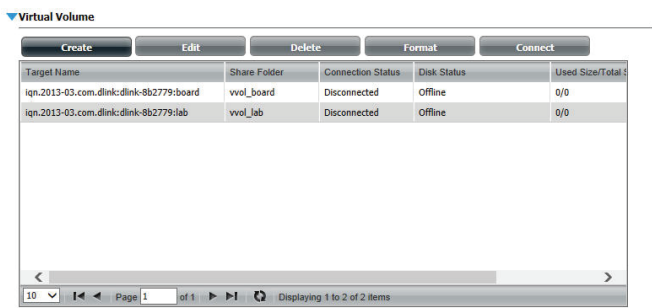 Virtual Volume
Create Edit Delete Format Connect
Target Name Share Folder Connection Status Disk Status Used Size/Total S
iqn.2013-03.com.dlink:dlink-8b2779:board vvol_board Disconnected Offline 0/0
iqn.2013-03.com.dlink:dlink-8b2779:lab vvol_lab Disconnected Offline 0/0
10 Page 1 of 1 Displaying 1 to 2 of 2 items